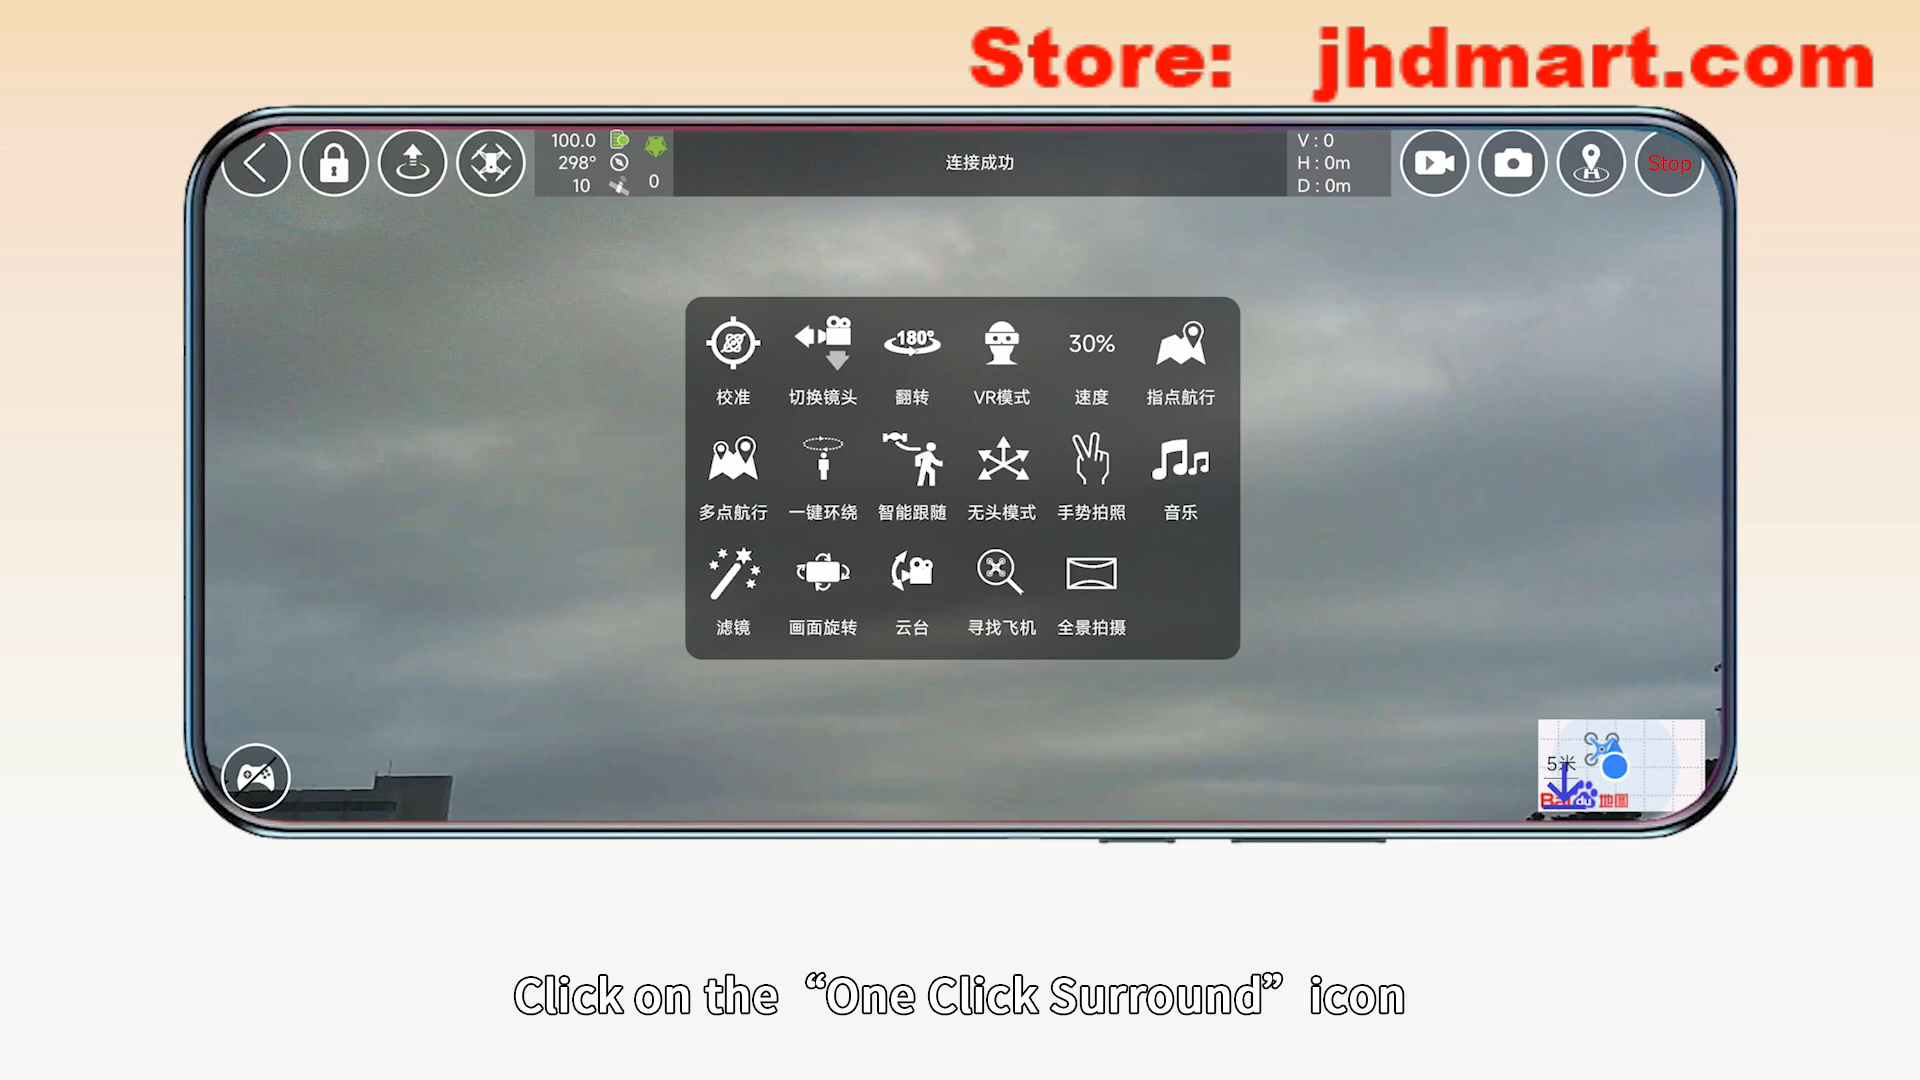 Store: jhdmart.com
100.0
298°
10
0
连接成功
V : 0
H : 0m
D : 0m
Stop
180°
30%
校准 切换镜头 翻转 VR模式 速度 指点航行
多点航行 一键环绕 智能跟随 无头模式 手势拍照 音乐
滤镜 画面旋转 云台 寻找飞机 全景拍摄
5米
Bai du 地图
Click on the “One Click Surround” icon